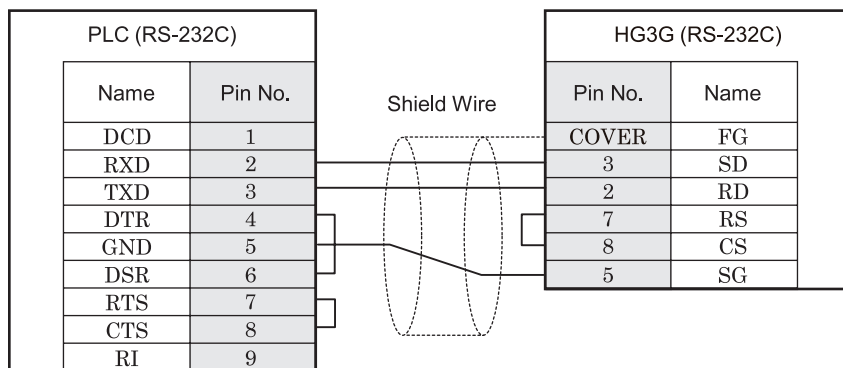 PLC (RS-232C)
HG3G (RS-232C)
Name Pin No.
Shield Wire
Pin No. Name
DCD 1
COVER FG
RXD 2
3 SD
TXD 3
2 RD
DTR 4
7 RS
GND 5
8 CS
DSR 6
5 SG
RTS 7
CTS 8
RI 9